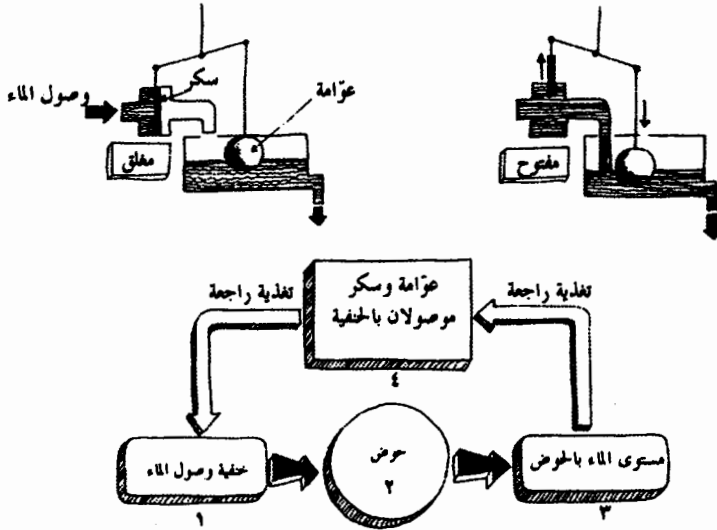 سكر
وصول الماء
عوّامة
مغلق
مفتوح
تغذية راجعة
عوّامة وسكر
موصولان بالحنفية
تغذية راجعة
٤
حنفية وصول الماء
١
حوض
٢
مستوى الماء بالحوض
٣